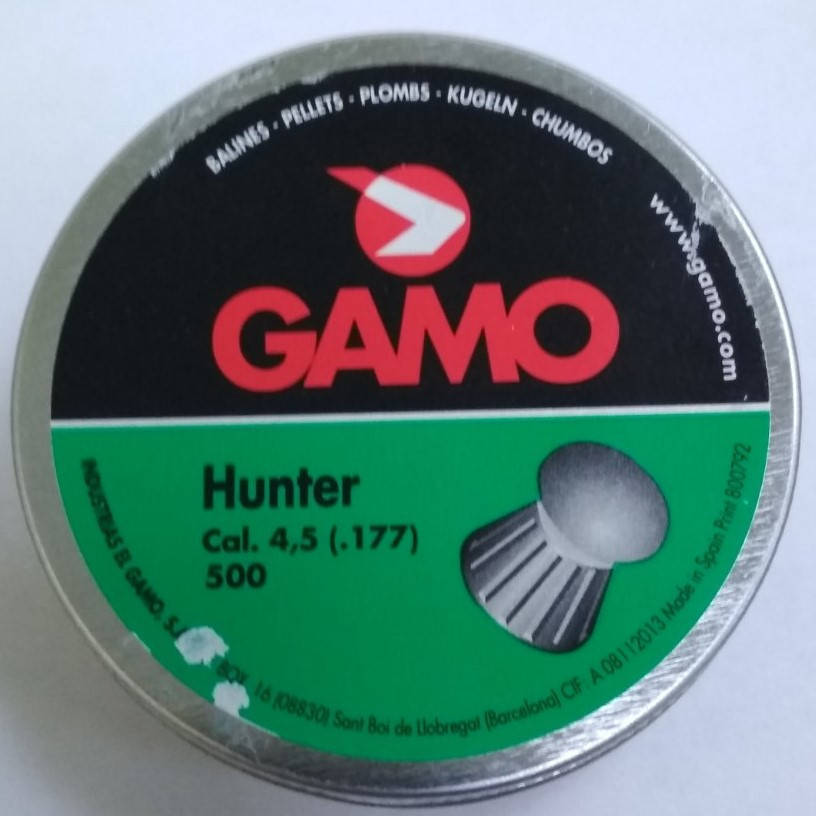 BALINES - PELLETS - PLOMBS - KUGELN - CHUMBOS
www.gamo.com
GAMO
Hunter
Cal. 4,5 (.177)
500
INDUSTRIAS EL GAMO, S. BOX. 16 (08830) Sant Boi de Llobregat (Barcelona) CIF. A 08112013 Made in Spain Print 800792